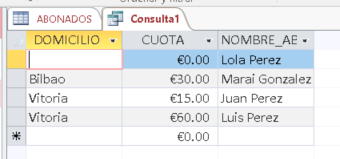 ABONADOS Consulta1
DOMICILIO CUOTA NOMBRE_AB
€0.00 Lola Perez
Bilbao €30.00 Marai Gonzalez
Vitoria €15.00 Juan Perez
Vitoria €60.00 Luis Perez
€0.00